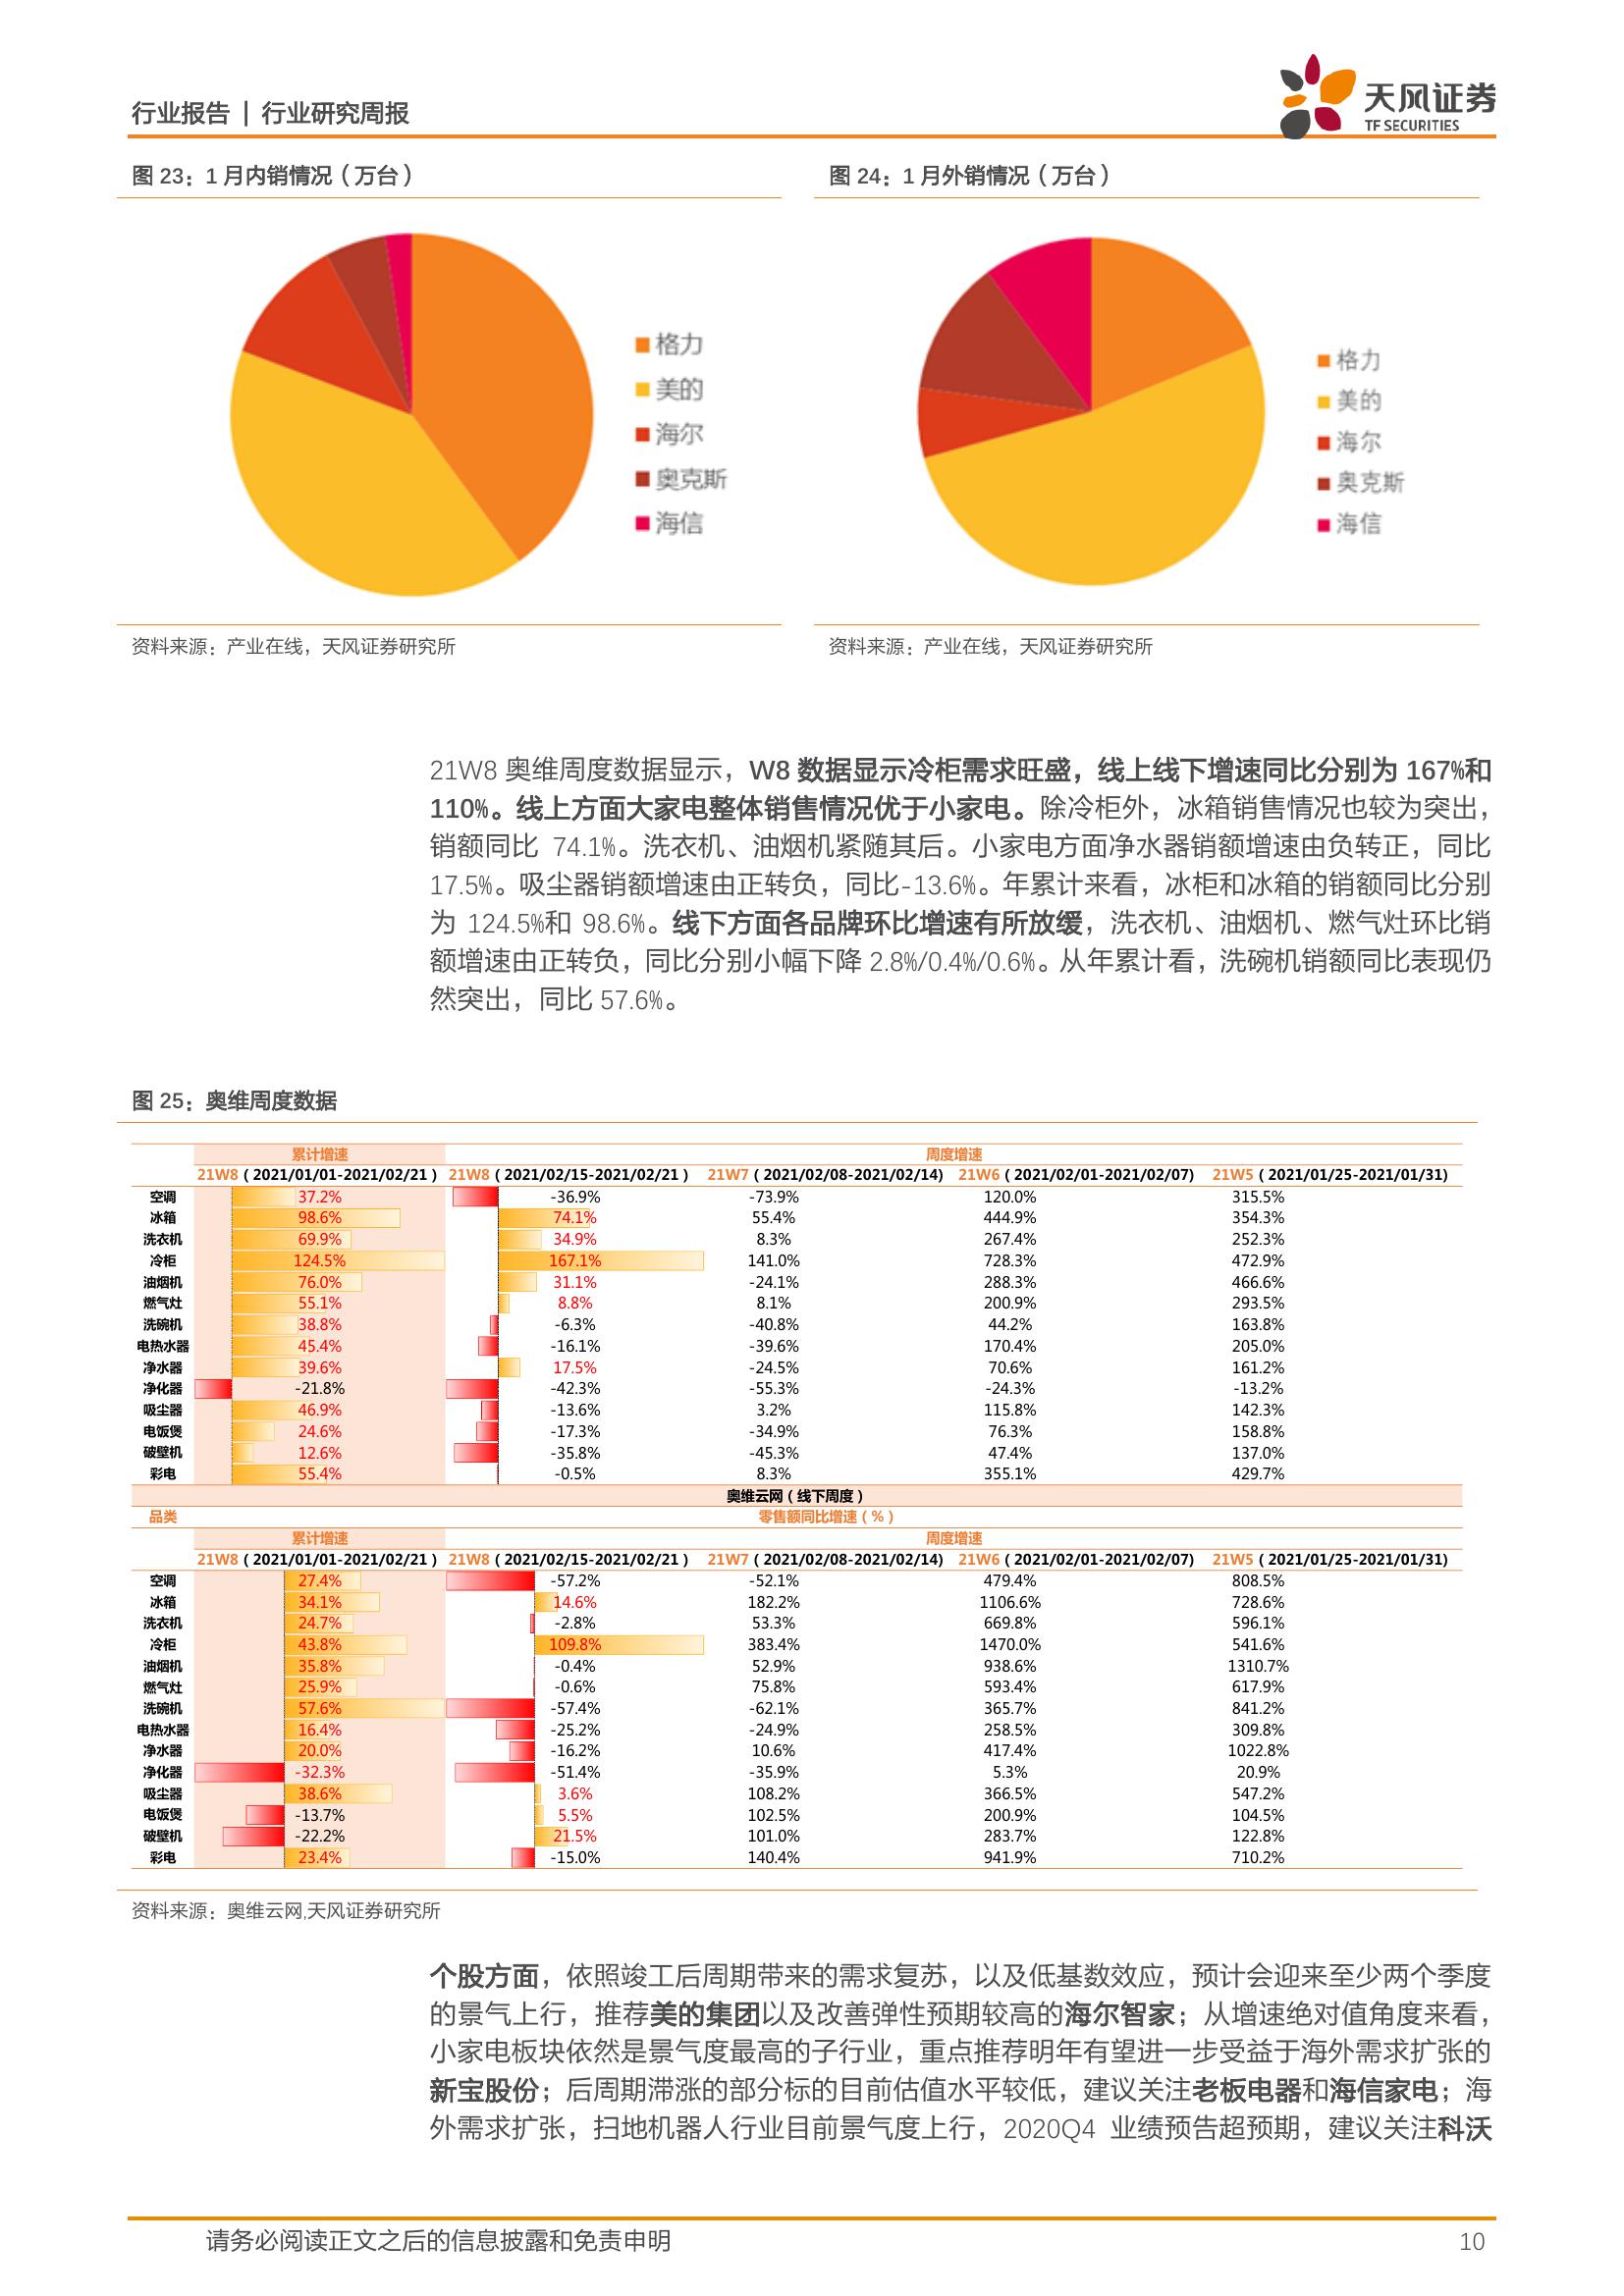 行业报告 | 行业研究周报
天风证券
TF SECURITIES
图 23：1 月内销情况（万台）
格力
美的
海尔
奥克斯
海信
资料来源：产业在线，天风证券研究所
图 24：1 月外销情况（万台）
格力
美的
海尔
奥克斯
海信
资料来源：产业在线，天风证券研究所
21W8 奥维周度数据显示，W8 数据显示冷柜需求旺盛，线上线下增速同比分别为 167%和
110%。线上方面大家电整体销售情况优于小家电。除冷柜外，冰箱销售情况也较为突出，
销额同比 74.1%。洗衣机、油烟机紧随其后。小家电方面净水器销额增速由负转正，同比
17.5%。吸尘器销额增速由正转负，同比-13.6%。年累计来看，冰柜和冰箱的销额同比分别
为 124.5%和 98.6%。线下方面各品牌环比增速有所放缓，洗衣机、油烟机、燃气灶环比销
额增速由正转负，同比分别小幅下降 2.8%/0.4%/0.6%。从年累计看，洗碗机销额同比表现仍
然突出，同比 57.6%。
图 25：奥维周度数据
累计增速 周度增速
21W8（2021/01/01-2021/02/21） 21W8（2021/02/15-2021/02/21） 21W7（2021/02/08-2021/02/14) 21W6（2021/02/01-2021/02/07) 21W5（2021/01/25-2021/01/31)
空调 37.2% -36.9% -73.9% 120.0% 315.5%
冰箱 98.6% 74.1% 55.4% 444.9% 354.3%
洗衣机 69.9% 34.9% 8.3% 267.4% 252.3%
冷柜 124.5% 167.1% 141.0% 728.3% 472.9%
油烟机 76.0% 31.1% -24.1% 288.3% 466.6%
燃气灶 55.1% 8.8% 8.1% 200.9% 293.5%
洗碗机 38.8% -6.3% -40.8% 44.2% 163.8%
电热水器 45.4% -16.1% -39.6% 170.4% 205.0%
净水器 39.6% 17.5% -24.5% 70.6% 161.2%
净化器 -21.8% -42.3% -55.3% -24.3% -13.2%
吸尘器 46.9% -13.6% 3.2% 115.8% 142.3%
电饭煲 24.6% -17.3% -34.9% 76.3% 158.8%
破壁机 12.6% -35.8% -45.3% 47.4% 137.0%
彩电 55.4% -0.5% 8.3% 355.1% 429.7%
奥维云网（线下周度）
品类 零售额同比增速（%）
累计增速 周度增速
21W8（2021/01/01-2021/02/21） 21W8（2021/02/15-2021/02/21） 21W7（2021/02/08-2021/02/14) 21W6（2021/02/01-2021/02/07) 21W5（2021/01/25-2021/01/31)
空调 27.4% -57.2% -52.1% 479.4% 808.5%
冰箱 34.1% 14.6% 182.2% 1106.6% 728.6%
洗衣机 24.7% -2.8% 53.3% 669.8% 596.1%
冷柜 43.8% 109.8% 383.4% 1470.0% 541.6%
油烟机 35.8% -0.4% 52.9% 938.6% 1310.7%
燃气灶 25.9% -0.6% 75.8% 593.4% 617.9%
洗碗机 57.6% -57.4% -62.1% 365.7% 841.2%
电热水器 16.4% -25.2% -24.9% 258.5% 309.8%
净水器 20.0% -16.2% 10.6% 417.4% 1022.8%
净化器 -32.3% -51.4% -35.9% 5.3% 20.9%
吸尘器 38.6% 3.6% 108.2% 366.5% 547.2%
电饭煲 -13.7% 5.5% 102.5% 200.9% 104.5%
破壁机 -22.2% 21.5% 101.0% 283.7% 122.8%
彩电 23.4% -15.0% 140.4% 941.9% 710.2%
资料来源：奥维云网,天风证券研究所
个股方面，依照竣工后周期带来的需求复苏，以及低基数效应，预计会迎来至少两个季度
的景气上行，推荐美的集团以及改善弹性预期较高的海尔智家；从增速绝对值角度来看，
小家电板块依然是景气度最高的子行业，重点推荐明年有望进一步受益于海外需求扩张的
新宝股份；后周期滞涨的部分标的目前估值水平较低，建议关注老板电器和海信家电；海
外需求扩张，扫地机器人行业目前景气度上行，2020Q4 业绩预告超预期，建议关注科沃
请务必阅读正文之后的信息披露和免责申明
10